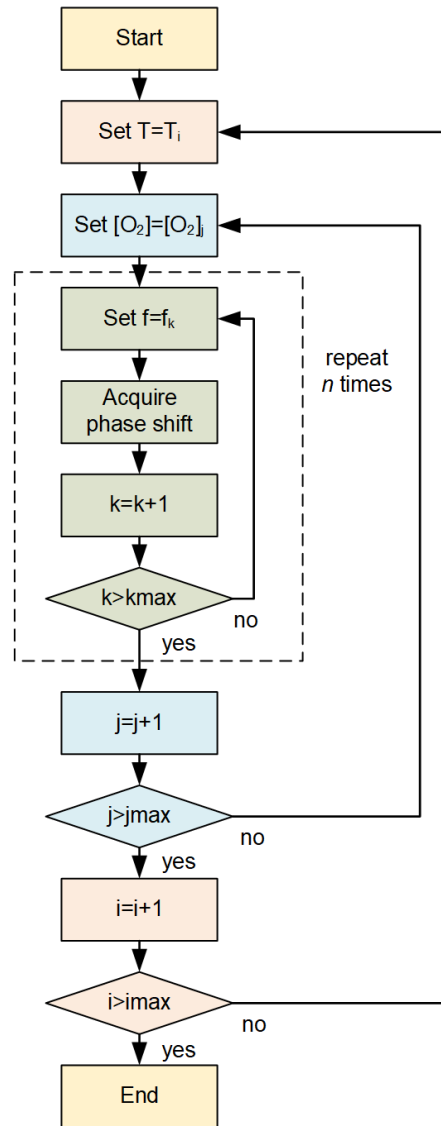 Start
Set T=Tᵢ
Set [O₂]=[O₂]ⱼ
Set f=fₖ
repeat
n times
Acquire
phase shift
k=k+1
k>kmax
no
yes
j=j+1
j>jmax
no
yes
i=i+1
i>imax
no
yes
End